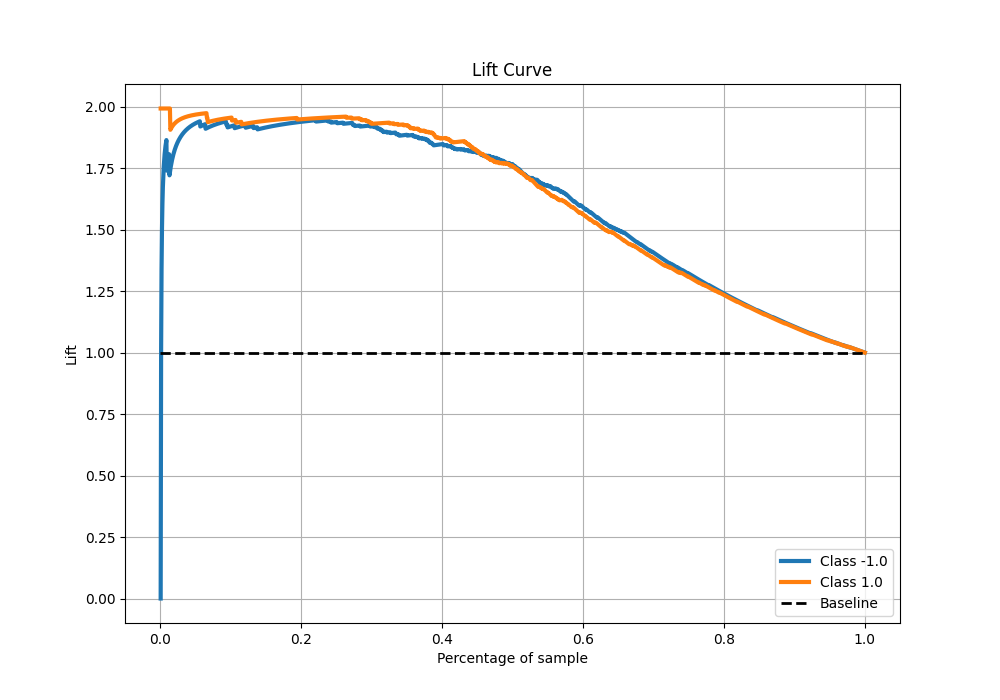 Lift Curve
2.00
1.75
1.50
1.25
1.00
0.75
0.50
0.25
0.00
Lift
0.0 0.2 0.4 0.6 0.8 1.0
Percentage of sample
Class -1.0
Class 1.0
Baseline